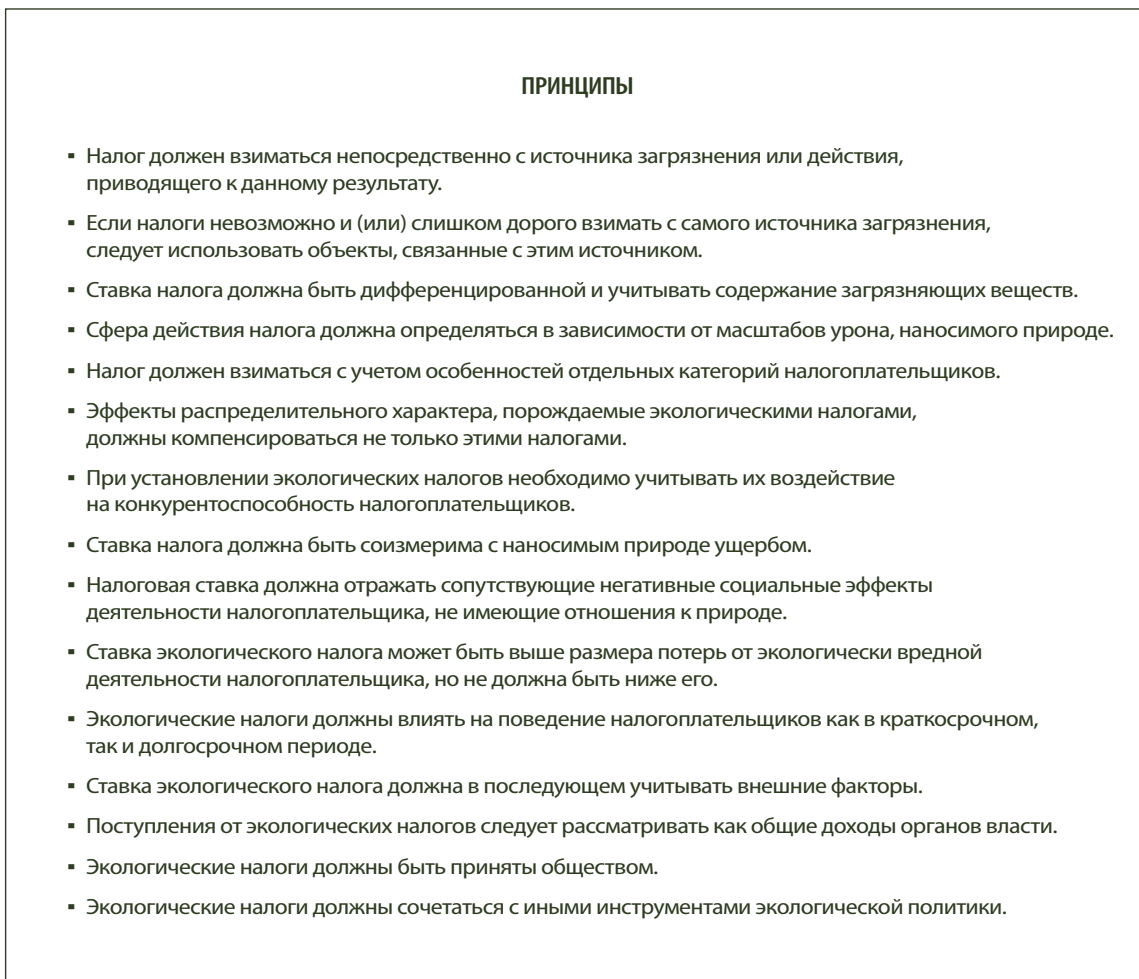 ПРИНЦИПЫ
▪ Налог должен взиматься непосредственно с источника загрязнения или действия,
приводящего к данному результату.
▪ Если налоги невозможно и (или) слишком дорого взимать с самого источника загрязнения,
следует использовать объекты, связанные с этим источником.
▪ Ставка налога должна быть дифференцированной и учитывать содержание загрязняющих веществ.
▪ Сфера действия налога должна определяться в зависимости от масштабов урона, наносимого природе.
▪ Налог должен взиматься с учетом особенностей отдельных категорий налогоплательщиков.
▪ Эффекты распределительного характера, порождаемые экологическими налогами,
должны компенсироваться не только этими налогами.
▪ При установлении экологических налогов необходимо учитывать их воздействие
на конкурентоспособность налогоплательщиков.
▪ Ставка налога должна быть соизмерима с наносимым природе ущербом.
▪ Налоговая ставка должна отражать сопутствующие негативные социальные эффекты
деятельности налогоплательщика, не имеющие отношения к природе.
▪ Ставка экологического налога может быть выше размера потерь от экологически вредной
деятельности налогоплательщика, но не должна быть ниже его.
▪ Экологические налоги должны влиять на поведение налогоплательщиков как в краткосрочном,
так и долгосрочном периоде.
▪ Ставка экологического налога должна в последующем учитывать внешние факторы.
▪ Поступления от экологических налогов следует рассматривать как общие доходы органов власти.
▪ Экологические налоги должны быть приняты обществом.
▪ Экологические налоги должны сочетаться с иными инструментами экологической политики.